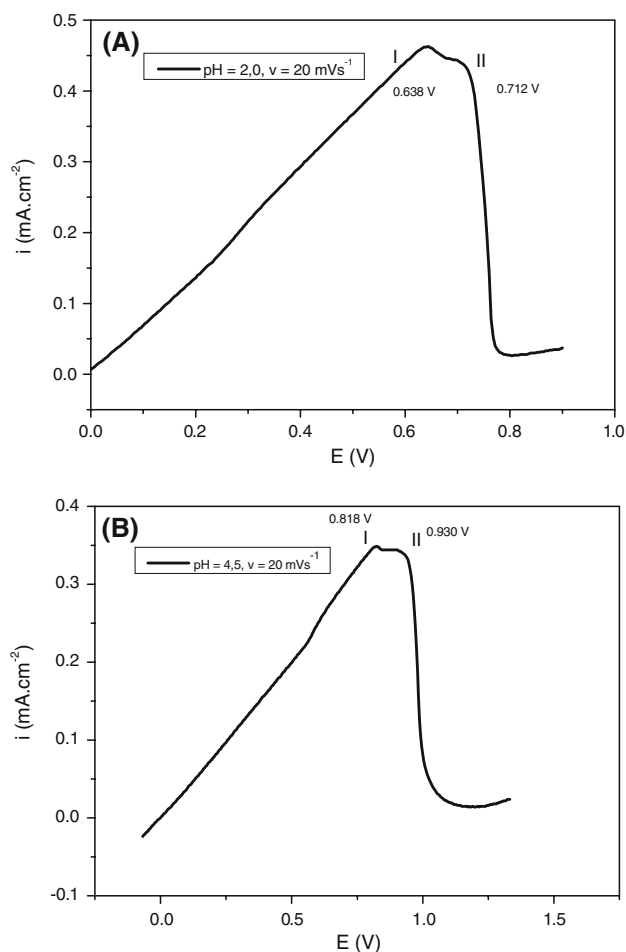 (A)
pH = 2,0, v = 20 mVs-1
I
II
0.638 V
0.712 V
0.5
0.4
0.3
0.2
0.1
0.0
i (mA.cm-2)
0.0 0.2 0.4 0.6 0.8 1.0
E (V)
(B)
0.818 V
I
II 0.930 V
pH = 4,5, v = 20 mVs-1
0.4
0.3
0.2
0.1
0.0
-0.1
i (mA.cm-2)
0.0 0.5 1.0 1.5
E (V)